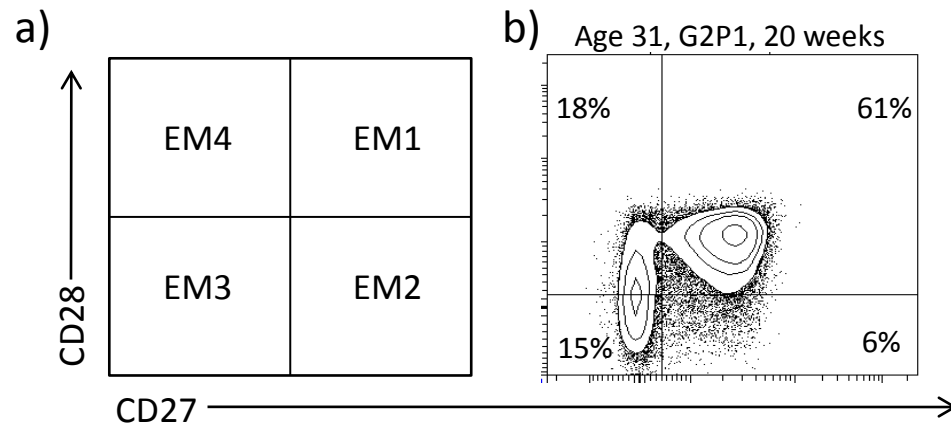 a)
EM4 EM1
EM3 EM2
CD28
CD27
b)
Age 31, G2P1, 20 weeks
18% 61%
15% 6%